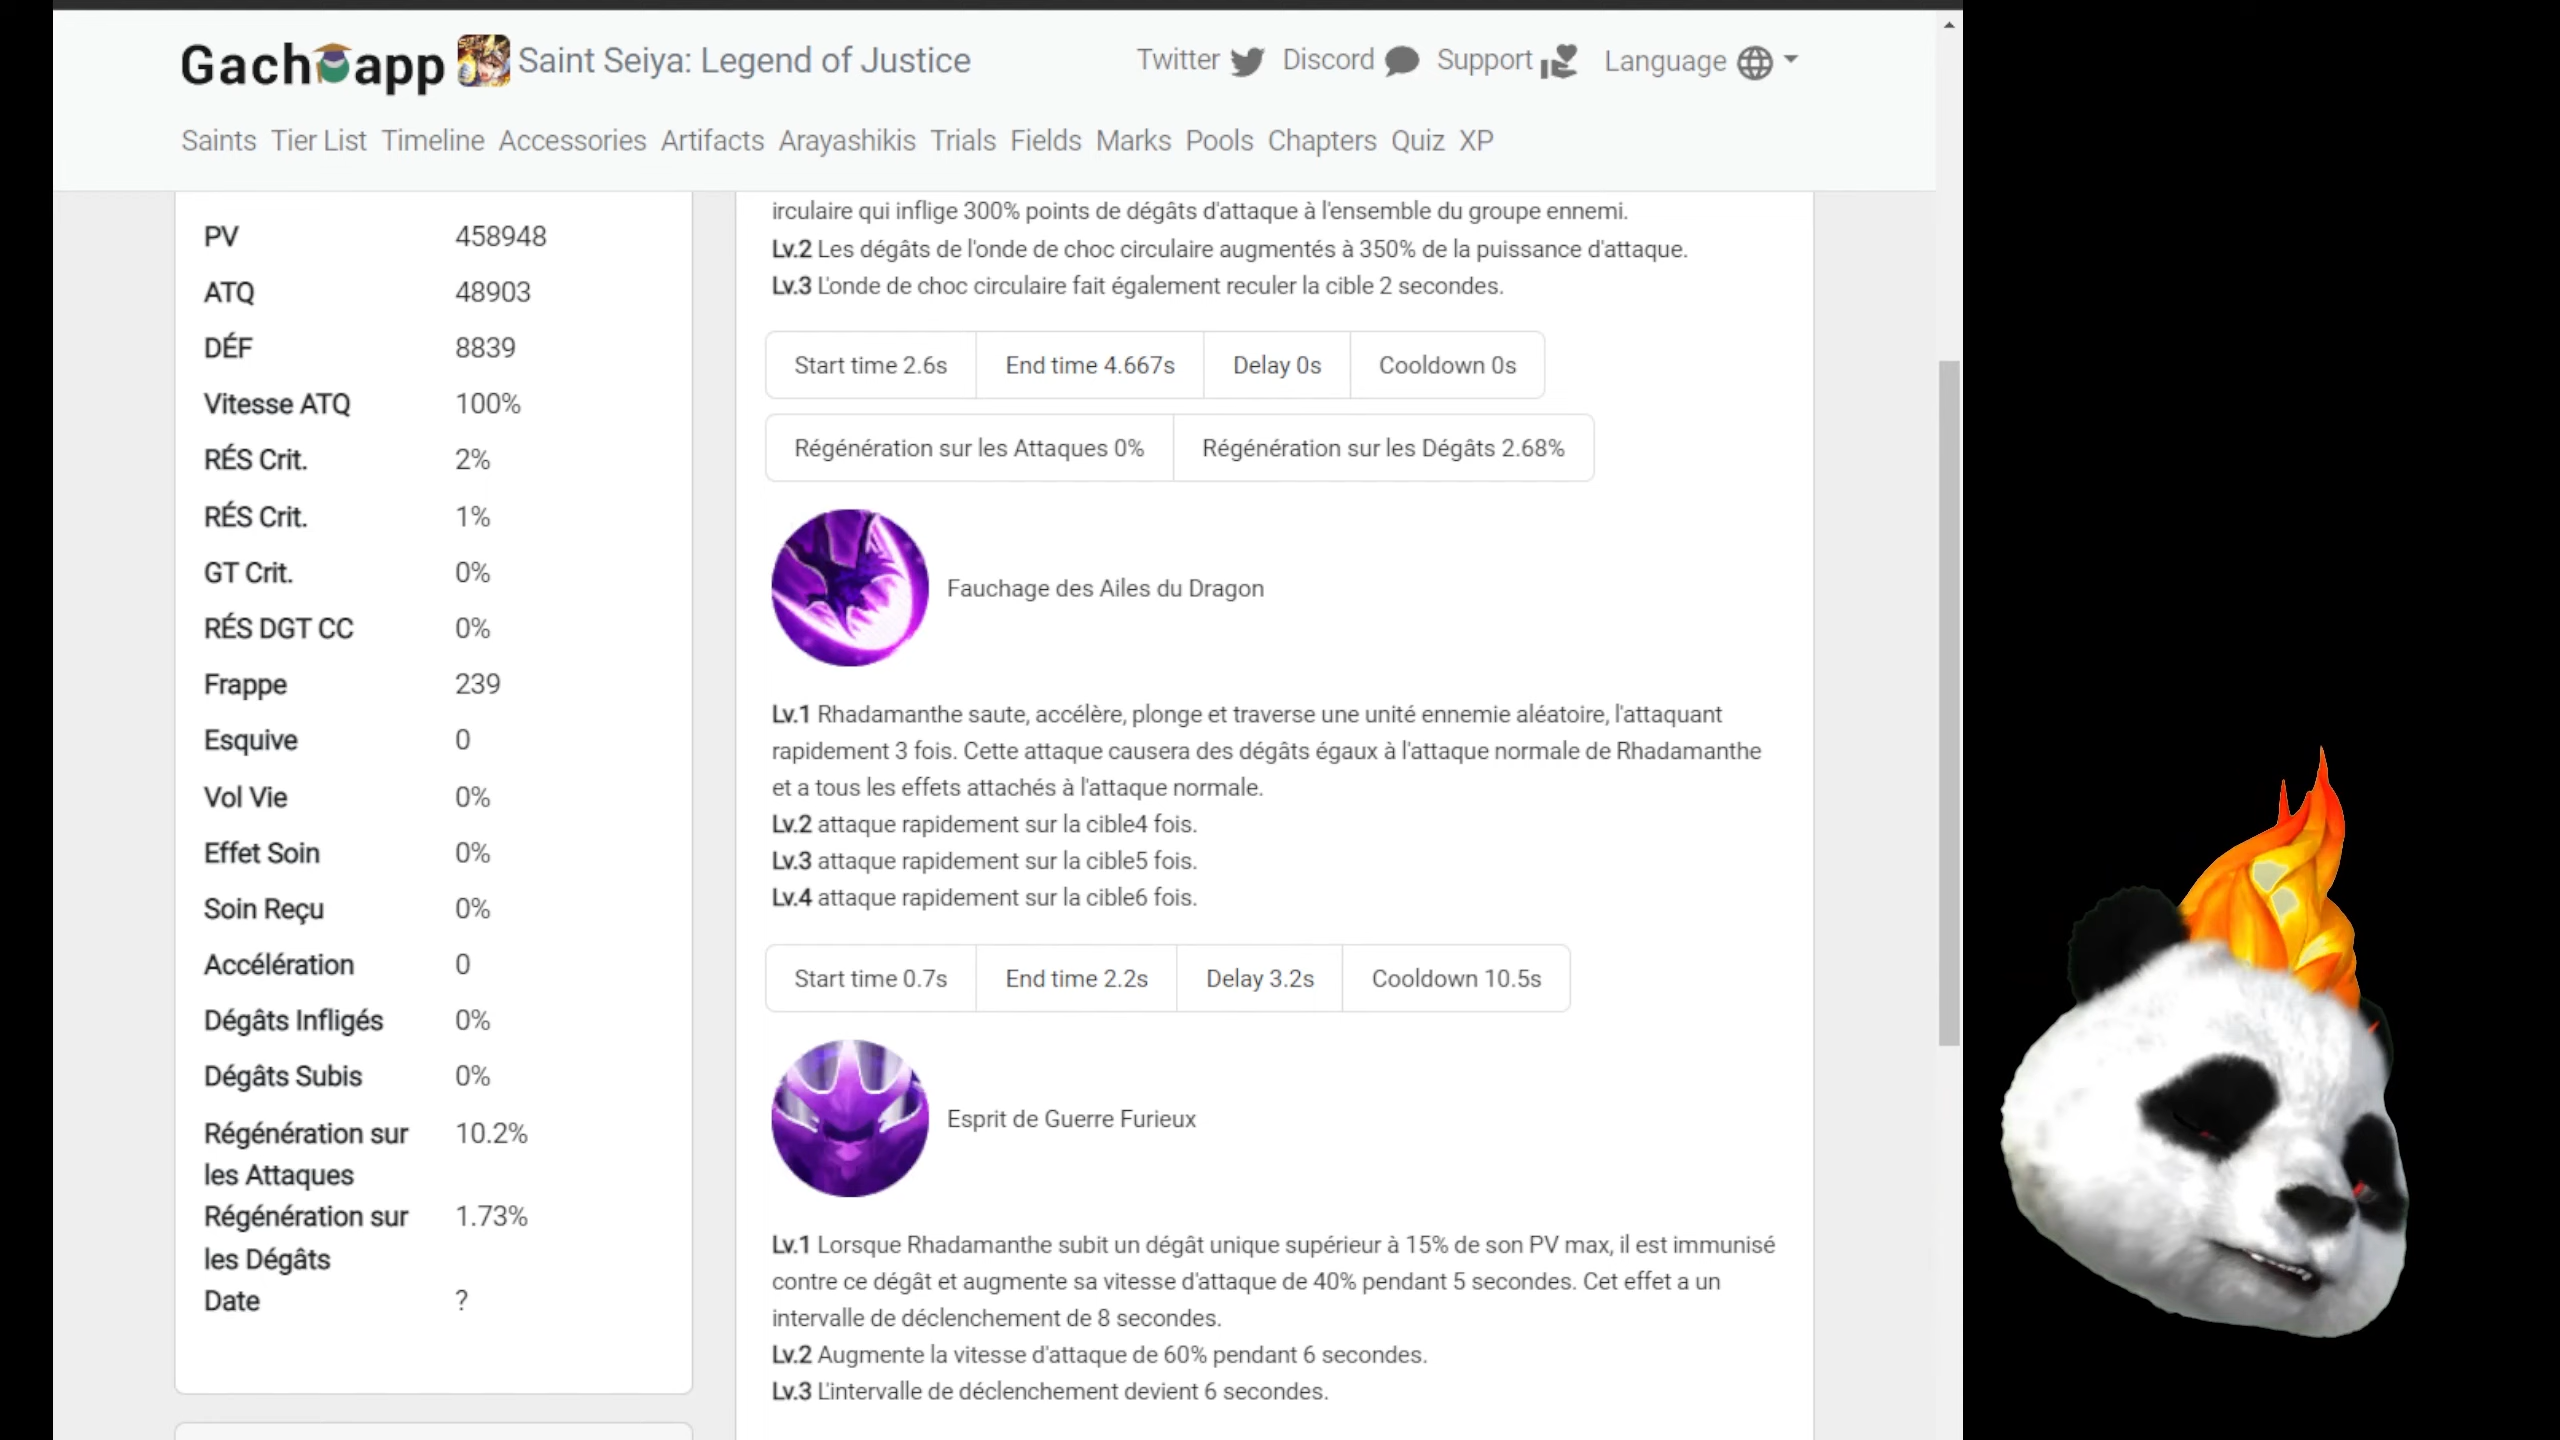 Gachapp Saint Seiya: Legend of Justice
Twitter Discord Support Language
Saints Tier List Timeline Accessories Artifacts Arayashikis Trials Fields Marks Pools Chapters Quiz XP
PV 458948
ATQ 48903
DÉF 8839
Vitesse ATQ 100%
RÉS Crit. 2%
RÉS Crit. 1%
GT Crit. 0%
RÉS DGT CC 0%
Frappe 239
Esquive 0
Vol Vie 0%
Effet Soin 0%
Soin Reçu 0%
Accélération 0
Dégâts Infligés 0%
Dégâts Subis 0%
Régénération sur 10.2%
les Attaques
Régénération sur 1.73%
les Dégâts
Date ?
irculaire qui inflige 300% points de dégâts d'attaque à l'ensemble du groupe ennemi.
Lv.2 Les dégâts de l'onde de choc circulaire augmentés à 350% de la puissance d'attaque.
Lv.3 L'onde de choc circulaire fait également reculer la cible 2 secondes.
Start time 2.6s End time 4.667s Delay 0s Cooldown 0s
Régénération sur les Attaques 0% Régénération sur les Dégâts 2.68%
Fauchage des Ailes du Dragon
Lv.1 Rhadamanthe saute, accélère, plonge et traverse une unité ennemie aléatoire, l'attaquant
rapidement 3 fois. Cette attaque causera des dégâts égaux à l'attaque normale de Rhadamanthe
et a tous les effets attachés à l'attaque normale.
Lv.2 attaque rapidement sur la cible4 fois.
Lv.3 attaque rapidement sur la cible5 fois.
Lv.4 attaque rapidement sur la cible6 fois.
Start time 0.7s End time 2.2s Delay 3.2s Cooldown 10.5s
Esprit de Guerre Furieux
Lv.1 Lorsque Rhadamanthe subit un dégât unique supérieur à 15% de son PV max, il est immunisé
contre ce dégât et augmente sa vitesse d'attaque de 40% pendant 5 secondes. Cet effet a un
intervalle de déclenchement de 8 secondes.
Lv.2 Augmente la vitesse d'attaque de 60% pendant 6 secondes.
Lv.3 L'intervalle de déclenchement devient 6 secondes.